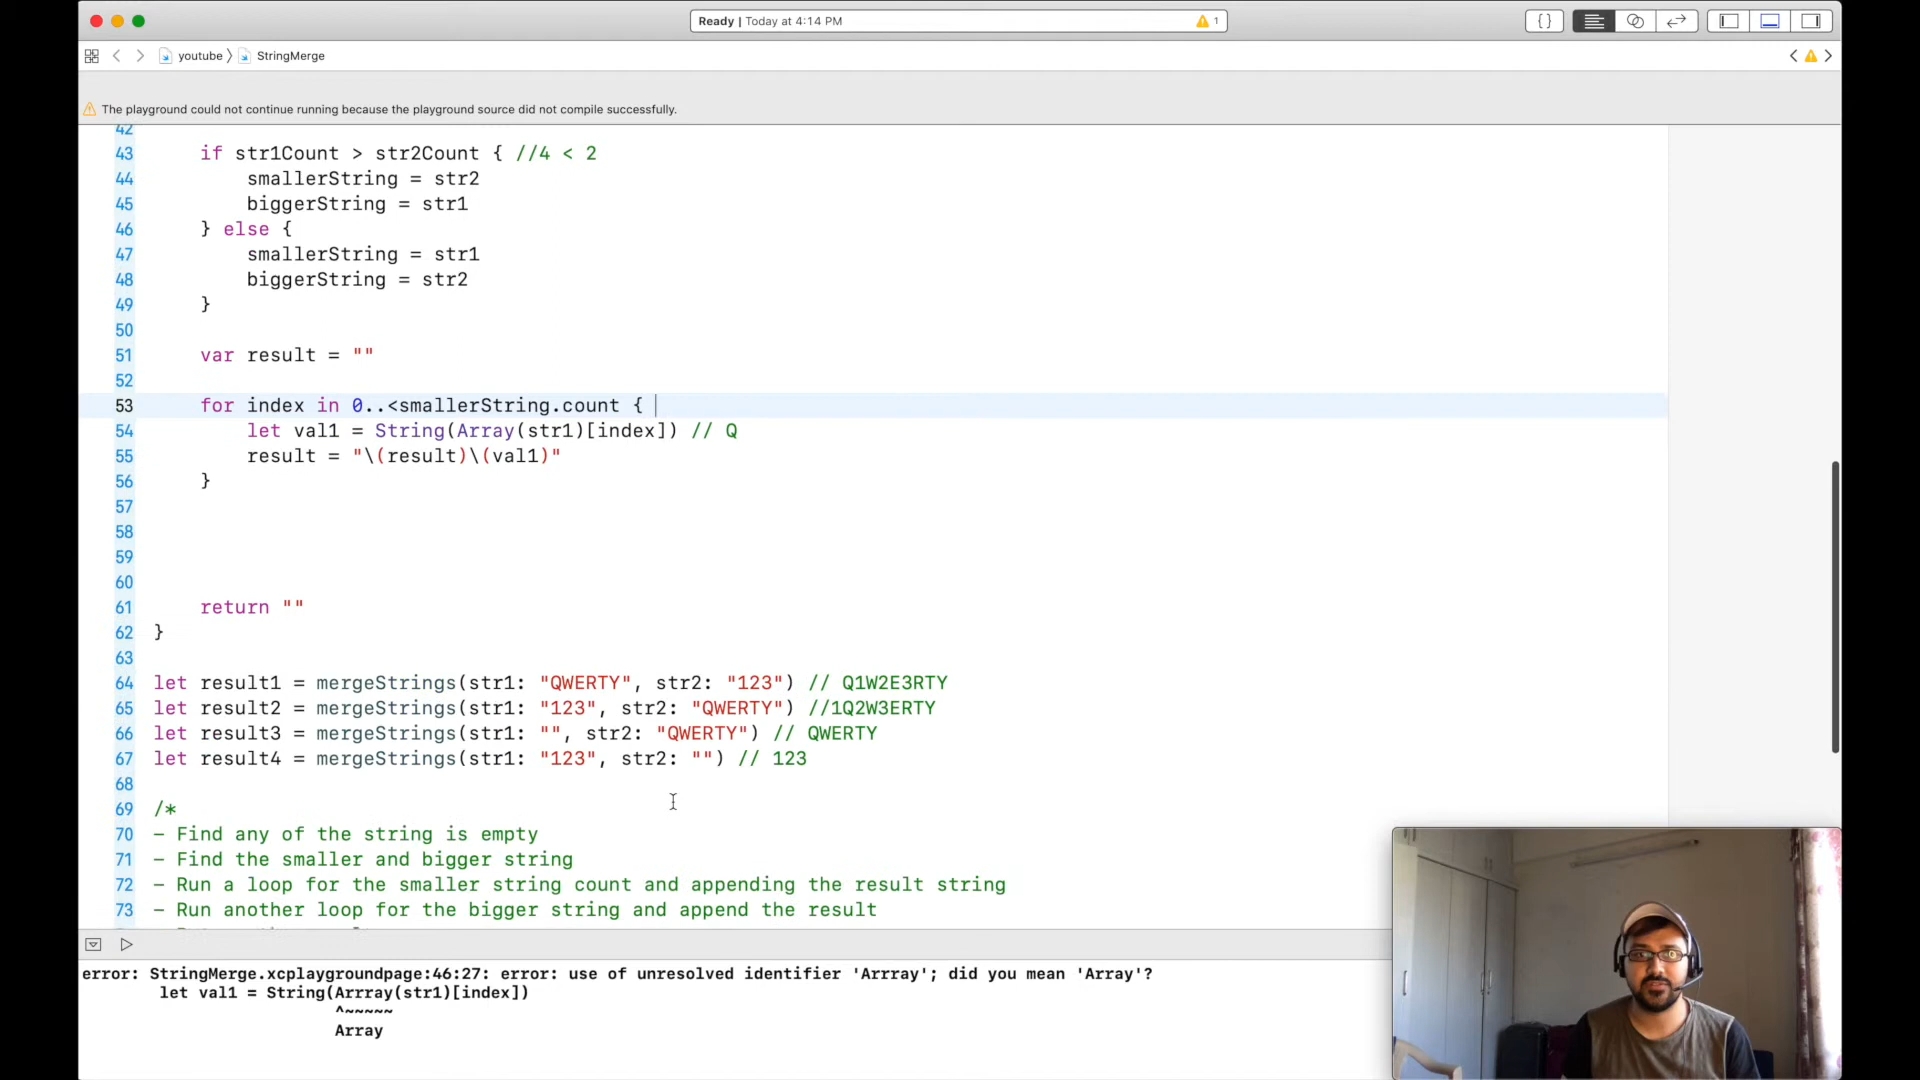 Ready | Today at 4:14 PM
1
{ }
youtube
StringMerge
The playground could not continue running because the playground source did not compile successfully.
42
43 if str1Count > str2Count { //4 < 2
44 smallerString = str2
45 biggerString = str1
46 } else {
47 smallerString = str1
48 biggerString = str2
49 }
50
51 var result = ""
52
53 for index in 0..<smallerString.count {
54 let val1 = String(Array(str1)[index]) // Q
55 result = "\(result)\(val1)"
56 }
57
58
59
60
61 return ""
62 }
63
64 let result1 = mergeStrings(str1: "QWERTY", str2: "123") // Q1W2E3RTY
65 let result2 = mergeStrings(str1: "123", str2: "QWERTY") //1Q2W3ERTY
66 let result3 = mergeStrings(str1: "", str2: "QWERTY") // QWERTY
67 let result4 = mergeStrings(str1: "123", str2: "") // 123
68
69 /*
70 - Find any of the string is empty
71 - Find the smaller and bigger string
72 - Run a loop for the smaller string count and appending the result string
73 - Run another loop for the bigger string and append the result
error: StringMerge.xcplaygroundpage:46:27: error: use of unresolved identifier 'Arrray'; did you mean 'Array'?
let val1 = String(Arrray(str1)[index])
^~~~~~
Array